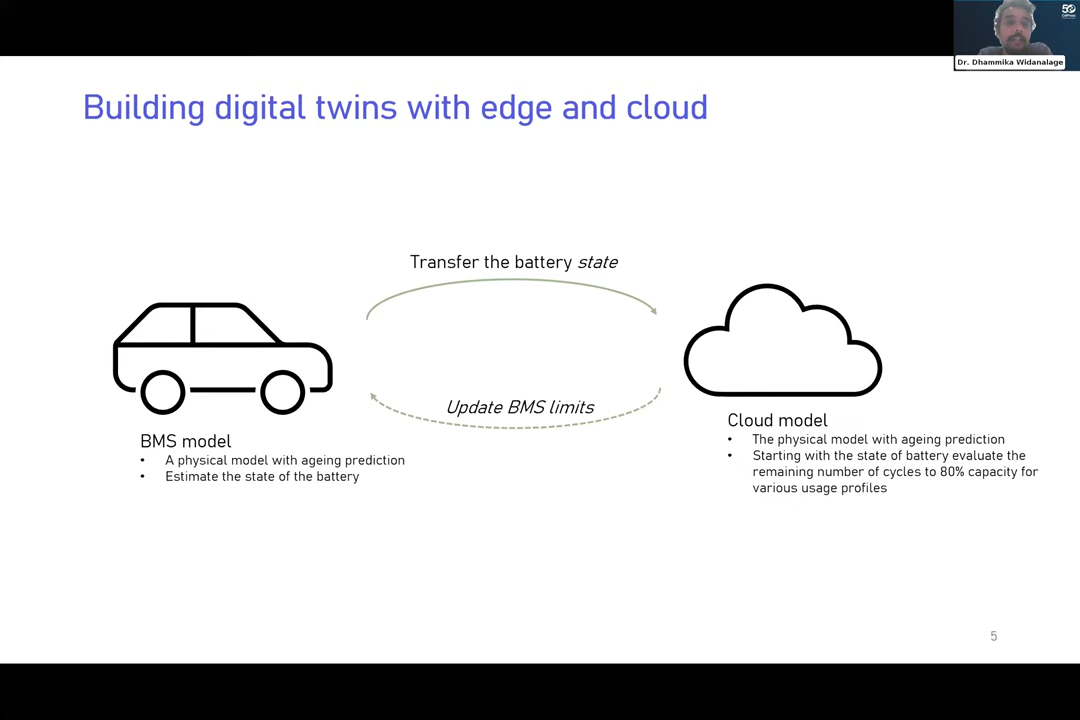 50
CellPress
Dr. Dhammika Widanalage
Building digital twins with edge and cloud
Transfer the battery state
Update BMS limits
BMS model
• A physical model with ageing prediction
• Estimate the state of the battery
Cloud model
• The physical model with ageing prediction
• Starting with the state of battery evaluate the
remaining number of cycles to 80% capacity for
various usage profiles
5